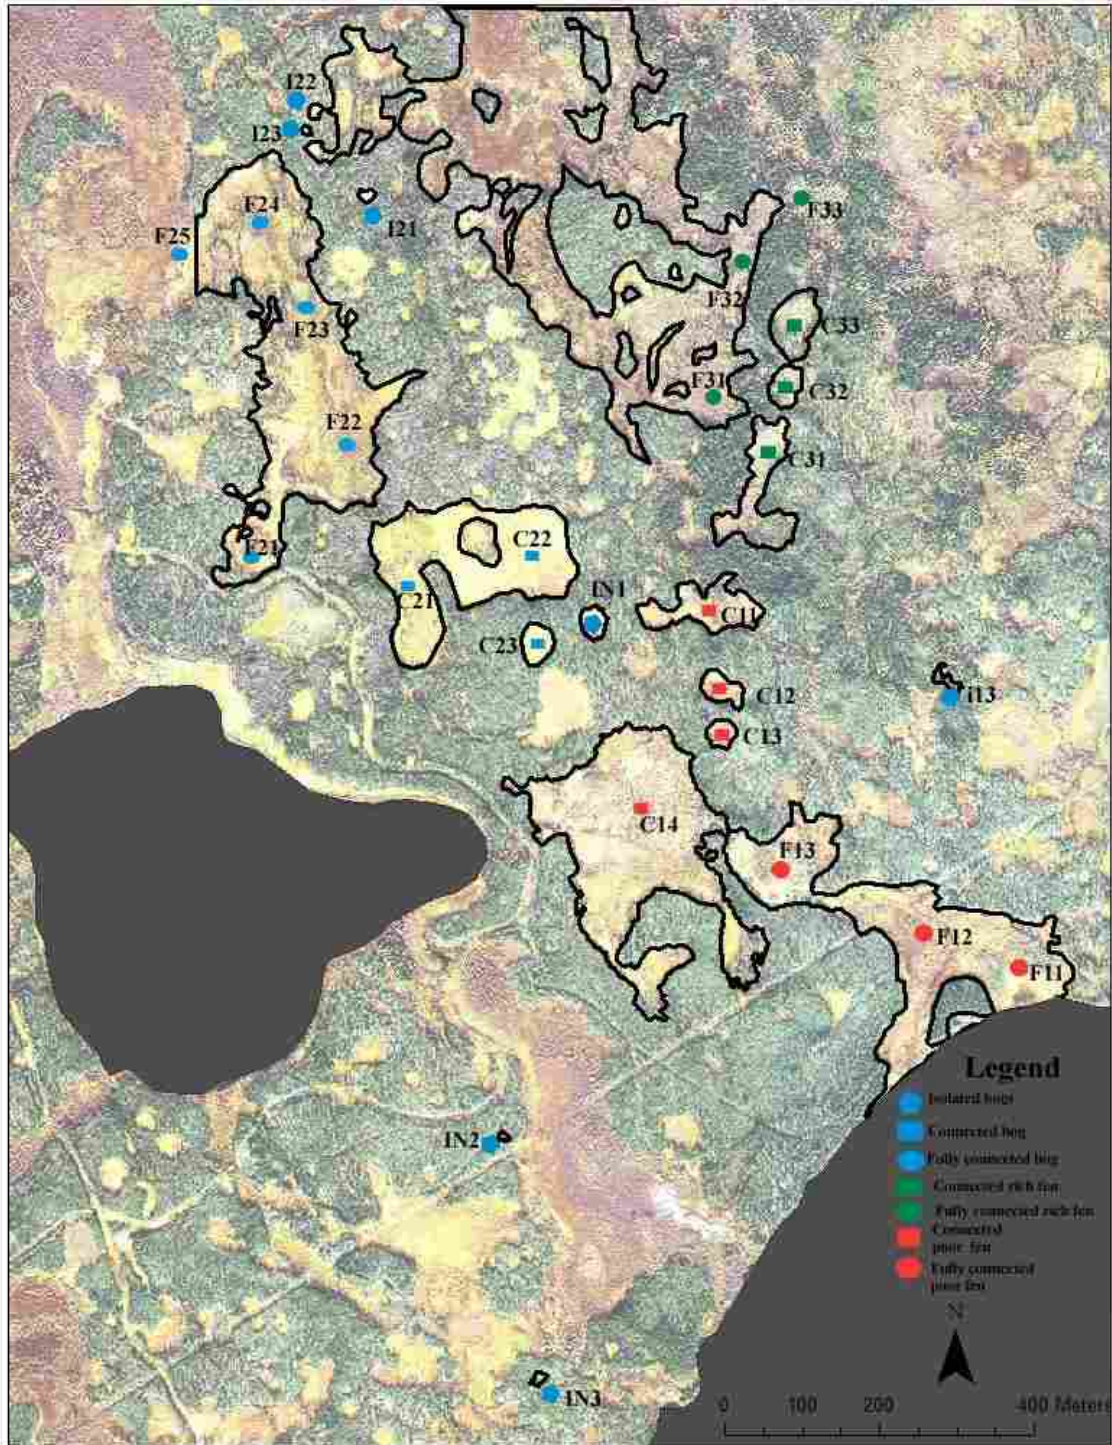 I22
I23
F24
F25
I21
F33
F32
F23
C33
F31
C32
F22
C31
F21
C22
C21
IN1
C11
C23
C12
i13
C13
C14
F13
F12
F11
Legend
Isolated bogs
Connected bog
Fully connected bog
Connected rich fen
Fully connected rich fen
Connected
poor fen
Fully connected
poor fen
IN2
N
IN3
0 100 200 400 Meters